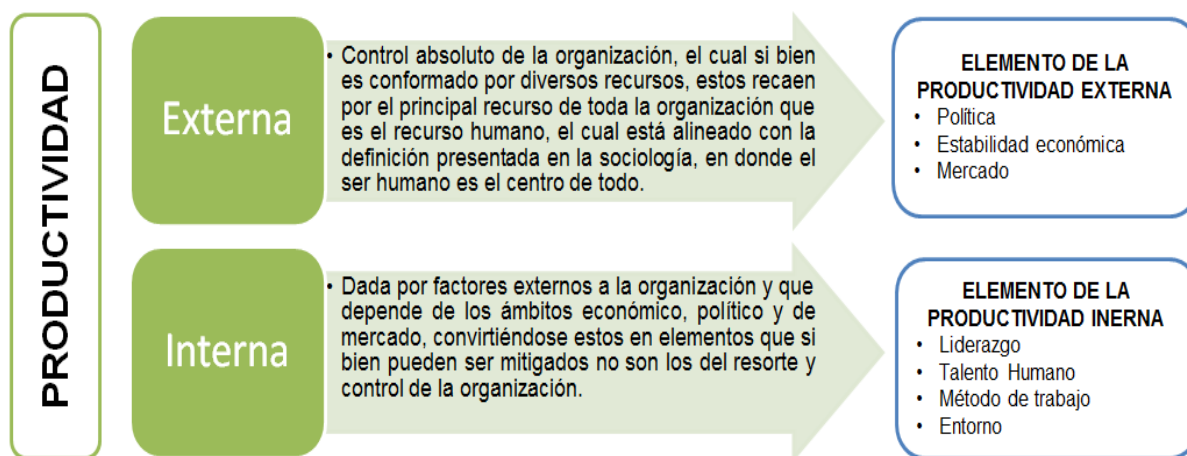 PRODUCTIVIDAD
Externa
• Control absoluto de la organización, el cual si bien
es conformado por diversos recursos, estos recaen
por el principal recurso de toda la organización que
es el recurso humano, el cual está alineado con la
definición presentada en la sociología, en donde el
ser humano es el centro de todo.
ELEMENTO DE LA
PRODUCTIVIDAD EXTERNA
• Política
• Estabilidad económica
• Mercado
Interna
• Dada por factores externos a la organización y que
depende de los ámbitos económico, político y de
mercado, convirtiéndose estos en elementos que si
bien pueden ser mitigados no son los del resorte y
control de la organización.
ELEMENTO DE LA
PRODUCTIVIDAD INERNA
• Liderazgo
• Talento Humano
• Método de trabajo
• Entorno